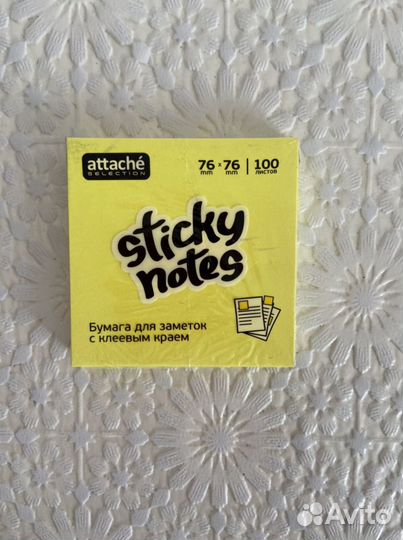 attaché
SELECTION
76 x 76 | 100
mm mm листов
sticky
notes
Бумага для заметок
с клеевым краем
Avito